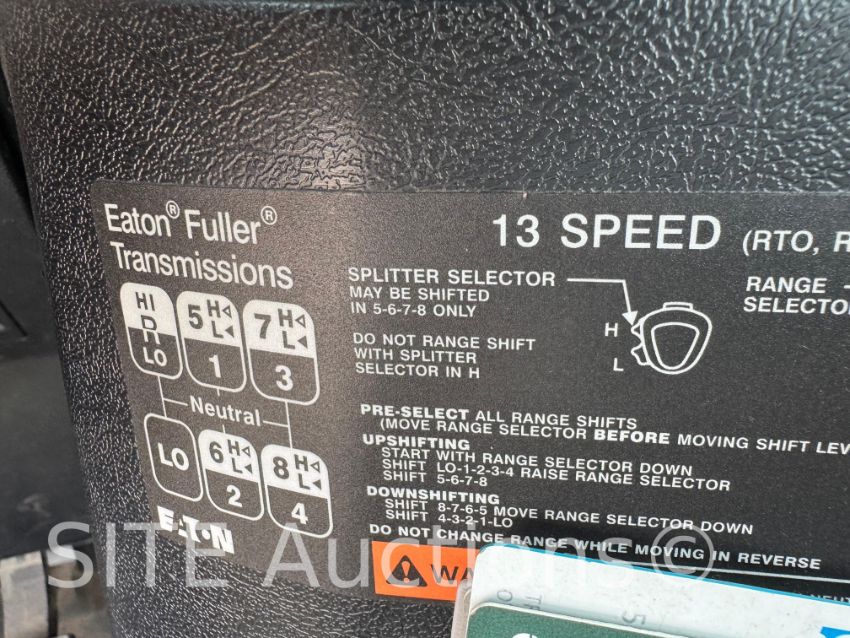 Eaton® Fuller®
Transmissions
13 SPEED (RTO,
SPLITTER SELECTOR
MAY BE SHIFTED
IN 5-6-7-8 ONLY
RANGE
SELECTOR
H
L
DO NOT RANGE SHIFT
WITH SPLITTER
SELECTOR IN H
HI
R
LO
5 H◁
L◀
1
7 H◁
L◀
3
Neutral
LO
6 H◁
L◀
2
8 H◁
L◀
4
EATON
PRE-SELECT ALL RANGE SHIFTS
(MOVE RANGE SELECTOR BEFORE MOVING SHIFT
UPSHIFTING
START WITH RANGE SELECTOR DOWN
SHIFT LO-1-2-3-4 RAISE RANGE SELECTOR
SHIFT 5-6-7-8
DOWNSHIFTING
SHIFT 8-7-6-5 MOVE RANGE SELECTOR DOWN
SHIFT 4-3-2-1-LO
DO NOT CHANGE RANGE WHILE MOVING IN REVERSE
SITE Auctions ©